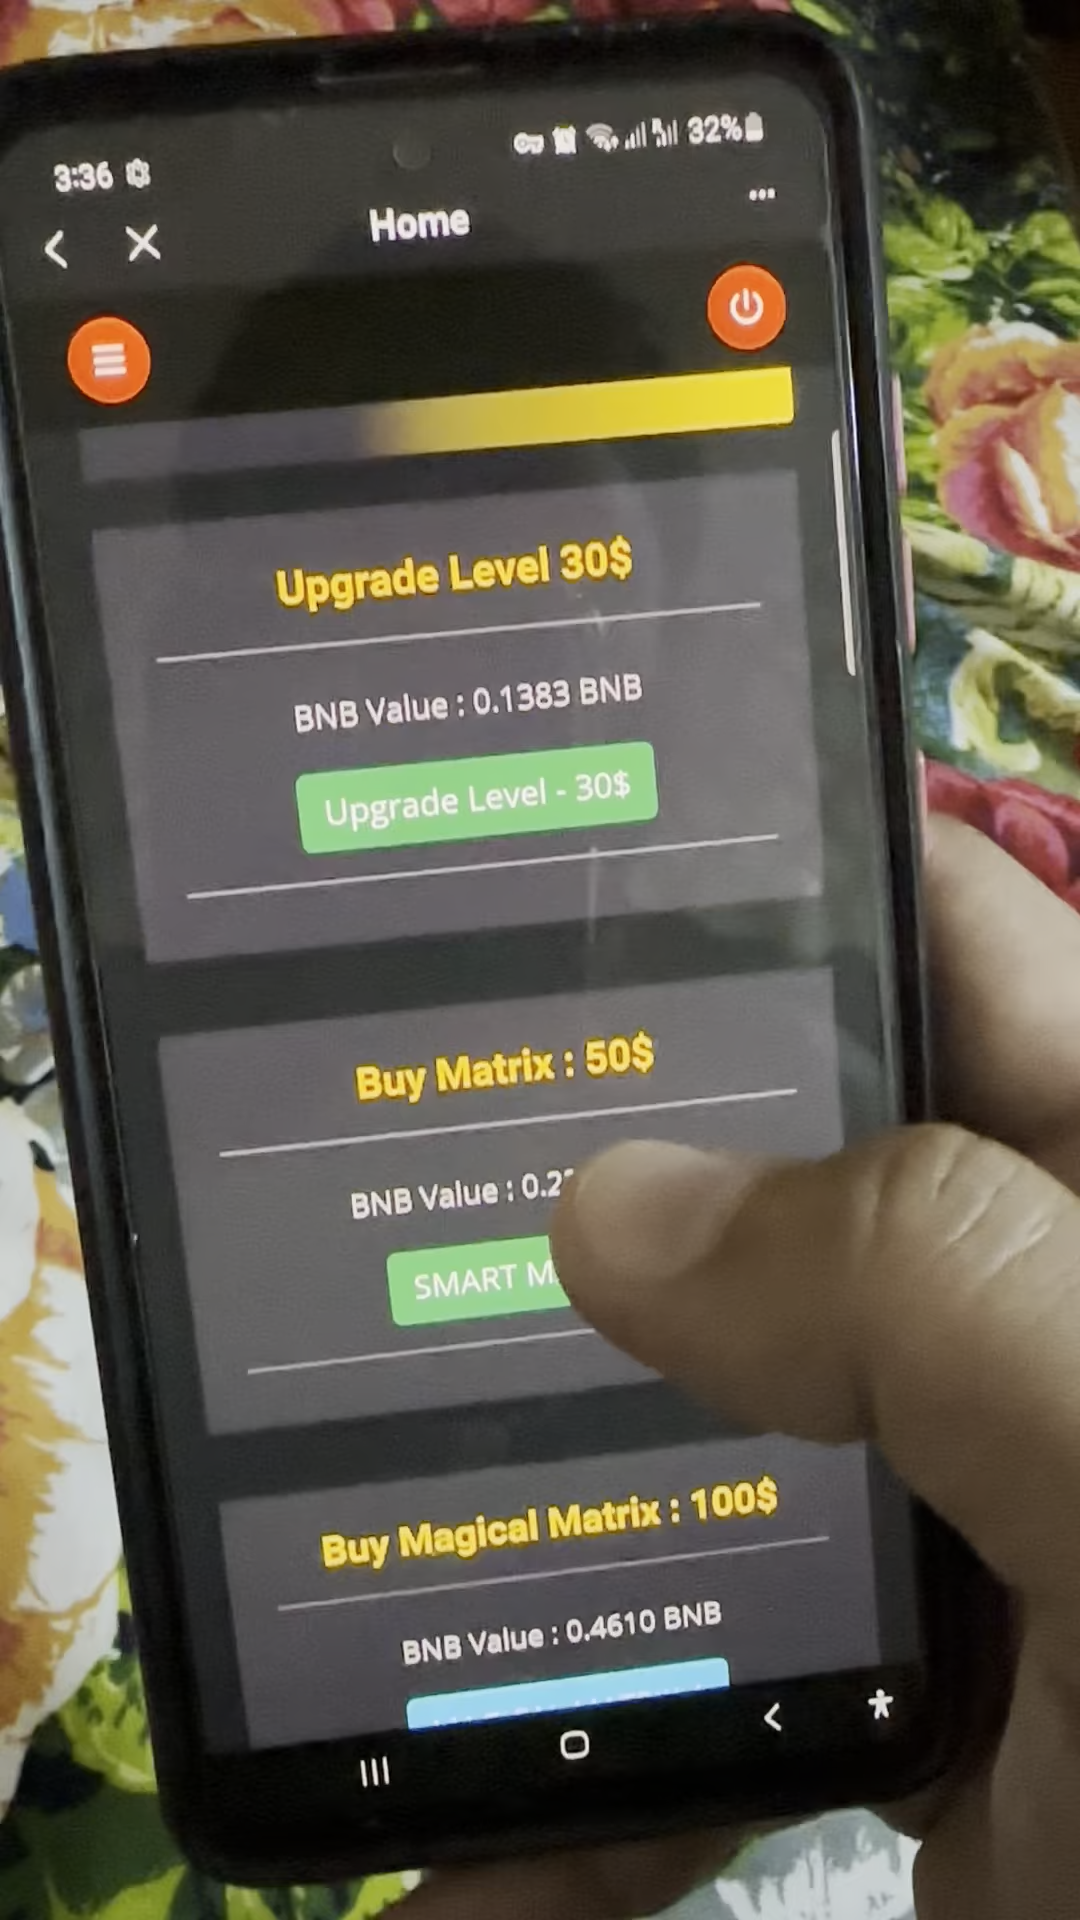 3:36
32%
Home
Upgrade Level 30$
BNB Value : 0.1383 BNB
Upgrade Level - 30$
Buy Matrix : 50$
BNB Value : 0.2
SMART M
Buy Magical Matrix : 100$
BNB Value : 0.4610 BNB